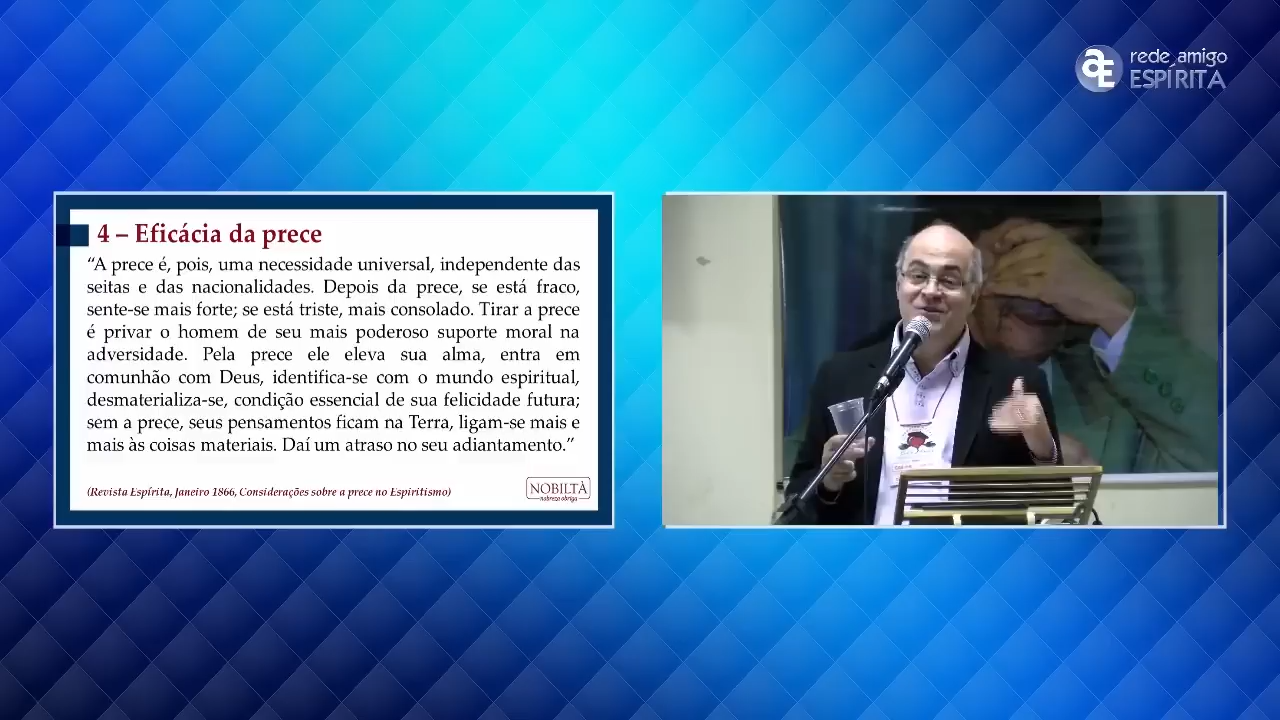 rede amigo
ESPÍRITA
4 – Eficácia da prece
“A prece é, pois, uma necessidade universal, independente das
seitas e das nacionalidades. Depois da prece, se está fraco,
sente-se mais forte; se está triste, mais consolado. Tirar a prece
é privar o homem de seu mais poderoso suporte moral na
adversidade. Pela prece ele eleva sua alma, entra em
comunhão com Deus, identifica-se com o mundo espiritual,
desmaterializa-se, condição essencial de sua felicidade futura;
sem a prece, seus pensamentos ficam na Terra, ligam-se mais e
mais às coisas materiais. Daí um atraso no seu adiantamento.”
(Revista Espírita, Janeiro 1866, Considerações sobre a prece no Espiritismo)
NOBILTÀ
nobreza obriga